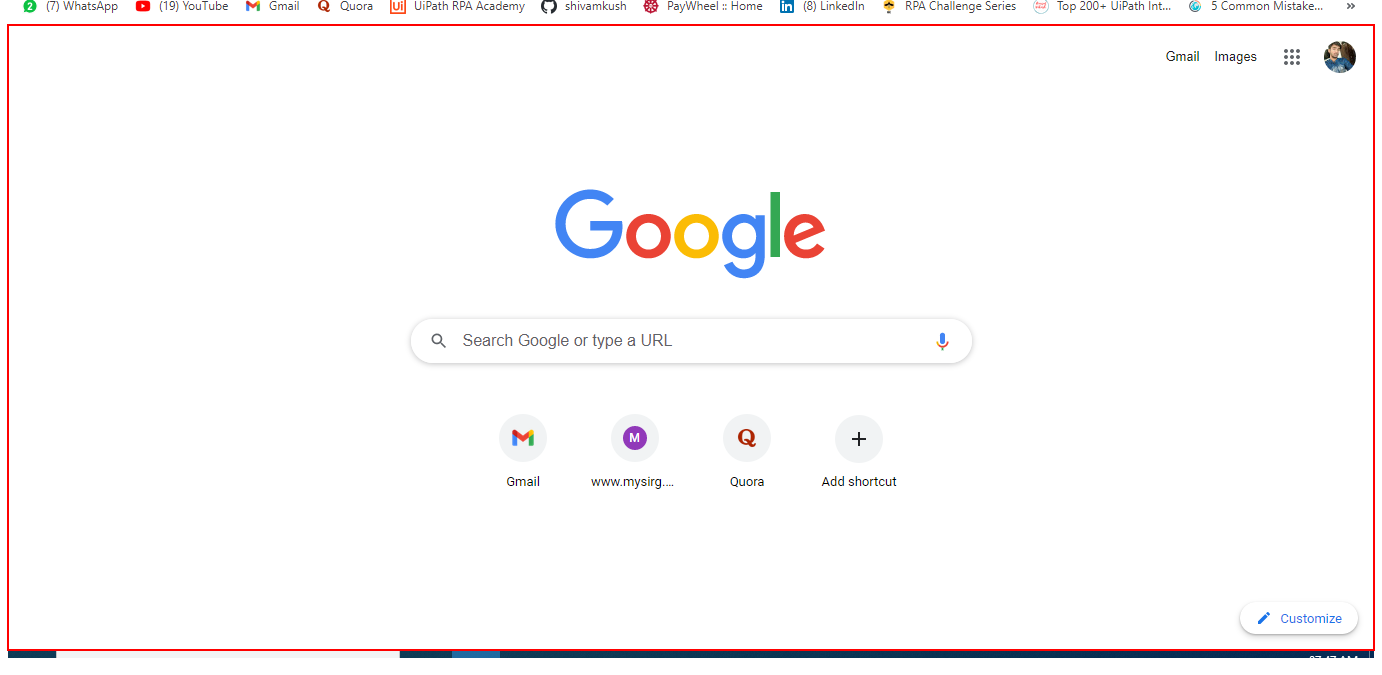 (7) WhatsApp (19) YouTube Gmail Quora UiPath RPA Academy shivamkush PayWheel :: Home (8) LinkedIn RPA Challenge Series Top 200+ UiPath Int... 5 Common Mistake... »
Gmail Images
Google
Search Google or type a URL
M
Gmail www.mysirg.... Quora Add shortcut
Customize